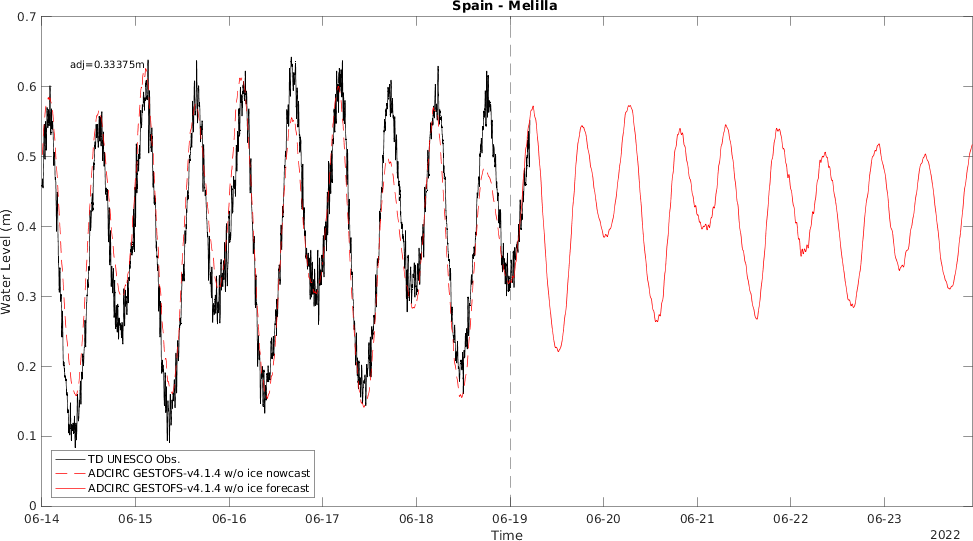 Spain - Melilla
0.7
adj=0.33375m
0.6
0.5
0.4
Water Level (m)
0.3
0.2
0.1
TD UNESCO Obs.
ADCIRC GESTOFS-v4.1.4 w/o ice nowcast
ADCIRC GESTOFS-v4.1.4 w/o ice forecast
0
06-14 06-15 06-16 06-17 06-18 06-19 06-20 06-21 06-22 06-23
Time
2022